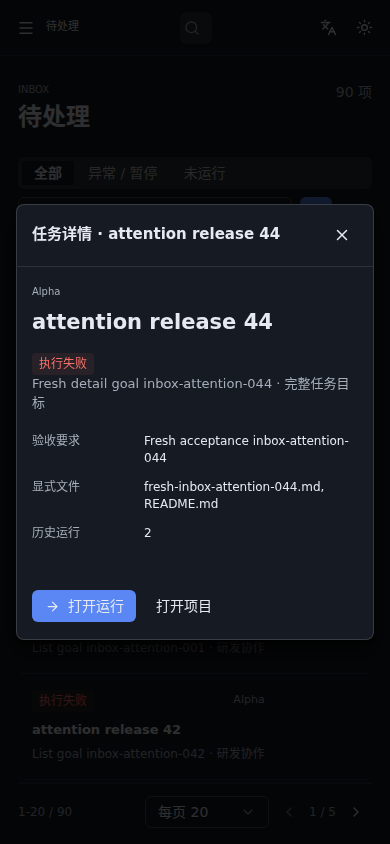 待处理
INBOX
90 项
待处理
全部
异常 / 暂停
未运行
任务详情 · attention release 44
Alpha
attention release 44
执行失败
Fresh detail goal inbox-attention-044 · 完整任务目
标
验收要求
Fresh acceptance inbox-attention-
044
显式文件
fresh-inbox-attention-044.md,
README.md
历史运行
2
打开运行
打开项目
List goal inbox-attention-001 · 研发协作
执行失败
Alpha
attention release 42
List goal inbox-attention-042 · 研发协作
1-20 / 90
每页 20
1 / 5